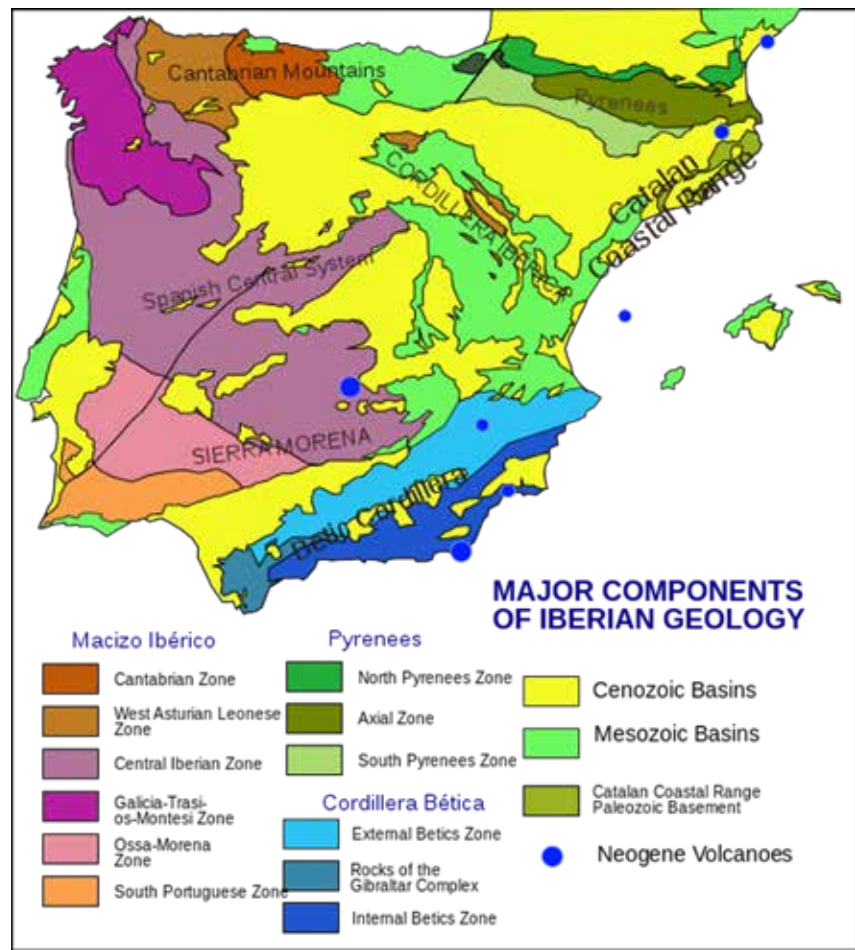 Cantabrian Mountains
Pyrenees
CORDILLERA IBERICA
Catalan
Coastal Range
Spanish Central System
SIERRA MORENA
Betic Cordillera
MAJOR COMPONENTS
OF IBERIAN GEOLOGY
Macizo Ibérico
Cantabrian Zone
West Asturian Leonese
Zone
Central Iberian Zone
Galicia-Trasi-
os-Montesi Zone
Ossa-Morena
Zone
South Portuguese Zone
Pyrenees
North Pyrenees Zone
Axial Zone
South Pyrenees Zone
Cordillera Bética
External Betics Zone
Rocks of the
Gibraltar Complex
Internal Betics Zone
Cenozoic Basins
Mesozoic Basins
Catalan Coastal Range
Paleozoic Basement
Neogene Volcanoes